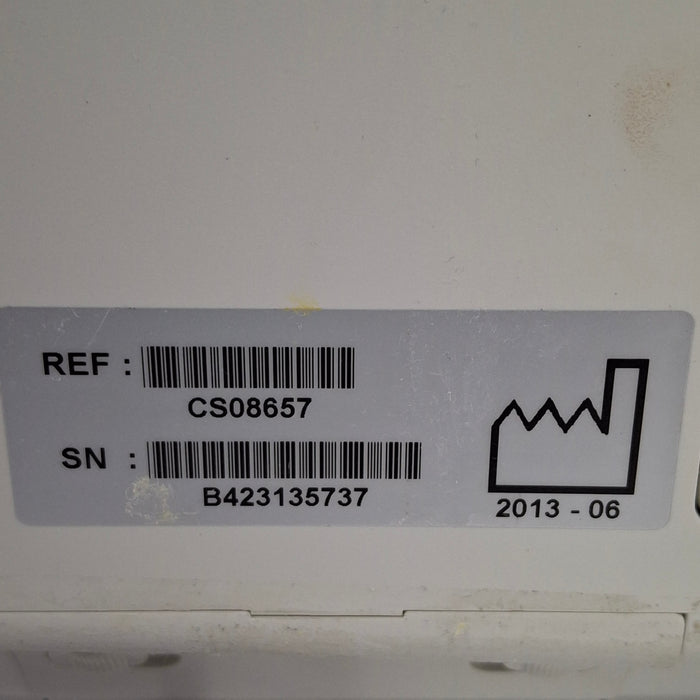 REF :
CS08657
SN :
B423135737
2013 - 06